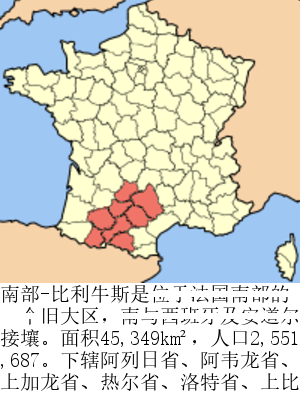 南部-比利牛斯是位于法国南部的
一个旧大区，南与西班牙及安道尔
接壤。面积45,349km²，人口2,551
,687。下辖阿列日省、阿韦龙省、
上加龙省、热尔省、洛特省、上比